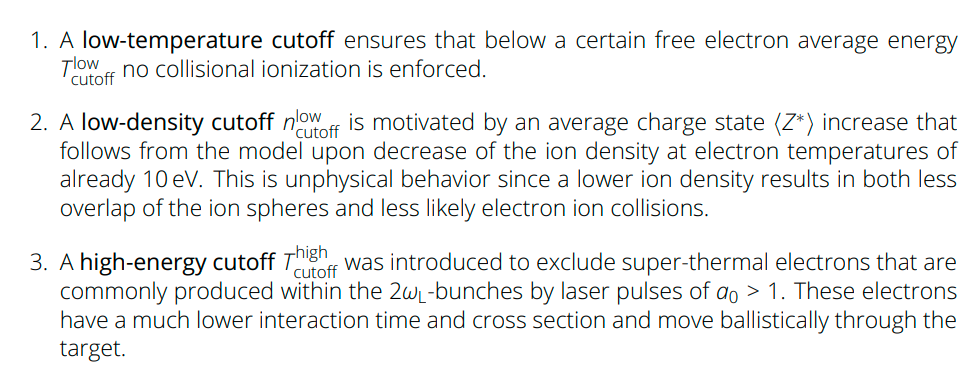 1. A low-temperature cutoff ensures that below a certain free electron average energy
T^low_cutoff no collisional ionization is enforced.
2. A low-density cutoff n^low_cutoff is motivated by an average charge state ⟨Z*⟩ increase that
follows from the model upon decrease of the ion density at electron temperatures of
already 10 eV. This is unphysical behavior since a lower ion density results in both less
overlap of the ion spheres and less likely electron ion collisions.
3. A high-energy cutoff T^high_cutoff was introduced to exclude super-thermal electrons that are
commonly produced within the 2ω_L-bunches by laser pulses of a_0 > 1. These electrons
have a much lower interaction time and cross section and move ballistically through the
target.